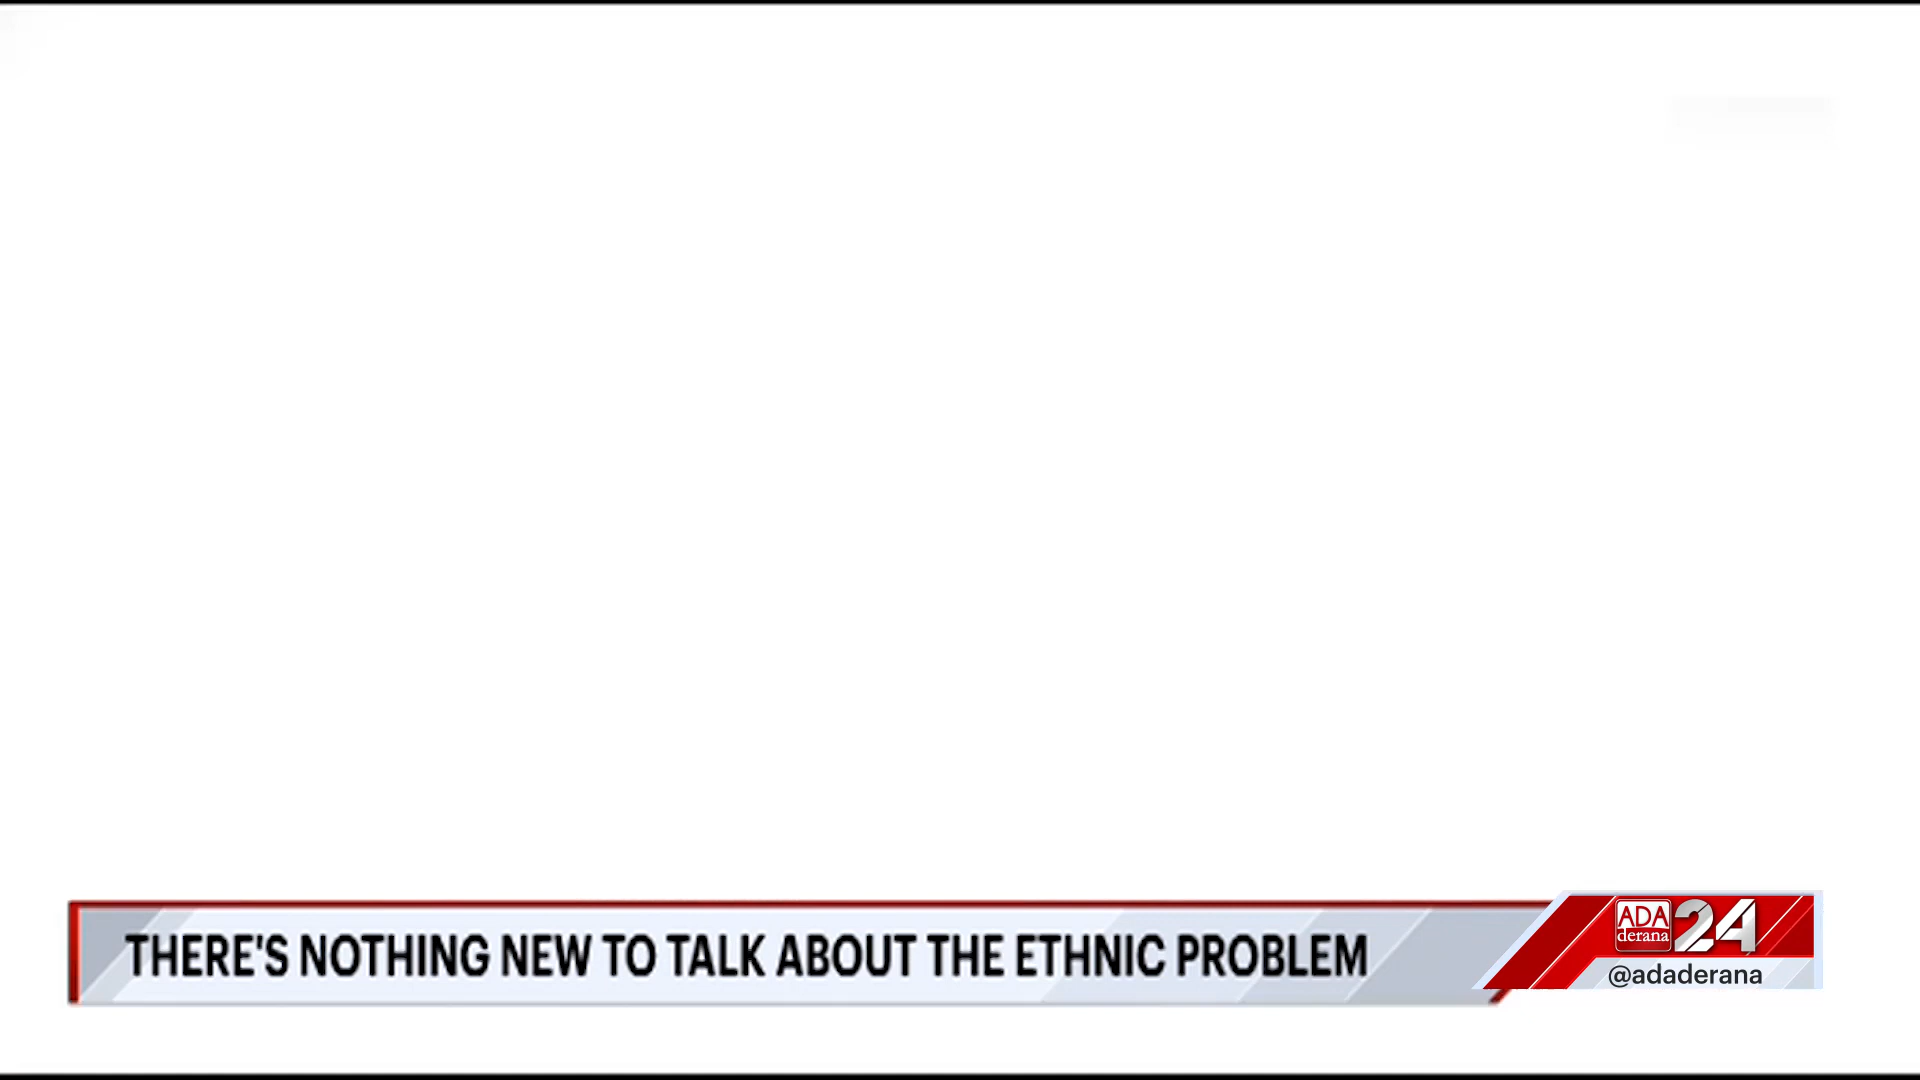 THERE'S NOTHING NEW TO TALK ABOUT THE ETHNIC PROBLEM
ADA
derana
24
@adaderana